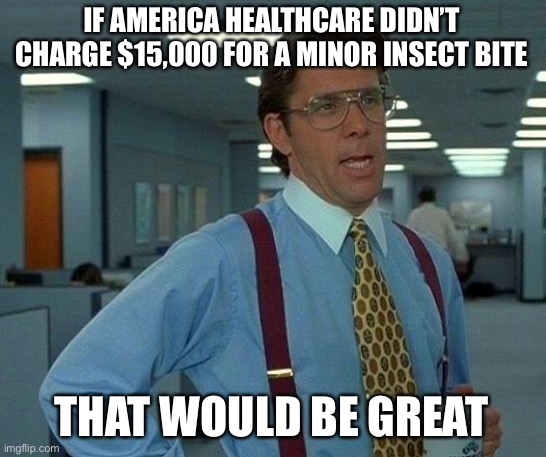 IF AMERICA HEALTHCARE DIDN’T
CHARGE $15,000 FOR A MINOR INSECT BITE
THAT WOULD BE GREAT
imgflip.com